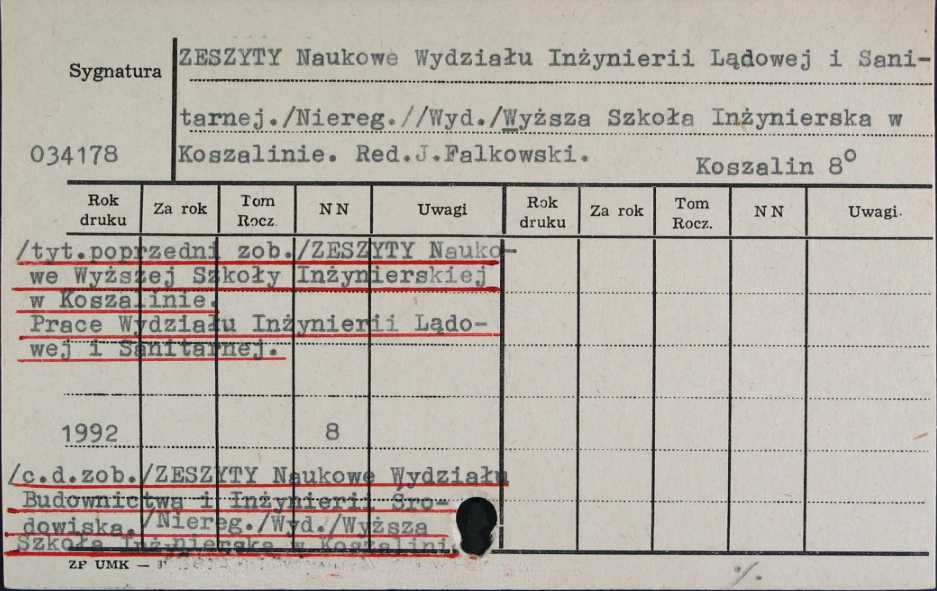 ZESZYTY Naukowe Wydziału Inżynierii Lądowej i Sani-
Sygnatura
tarnej./Niereg.//Wyd./Wyższa Szkoła Inżynierska w
034178
Koszalinie. Red.J.Falkowski.
Koszalin 8°
Rok druku Za rok Tom Rocz. NN Uwagi Rok druku Za rok Tom Rocz. NN Uwagi.
/tyt.poprzedni zob./ZESZYTY Nauko-
we Wyższej Szkoły Inżynierskiej
w Koszalinie.
Prace Wydziału Inżynierii Lądo-
wej i Sanitarnej.
1992 8
/c.d.zob./ZESZYTY Naukowe Wydziału
Budownictwa i Inżynierii Śro-
dowiska./Niereg./Wyd./Wyższa
Szkoła Inżynierska w Koszalini
ZP UMK —
·/.